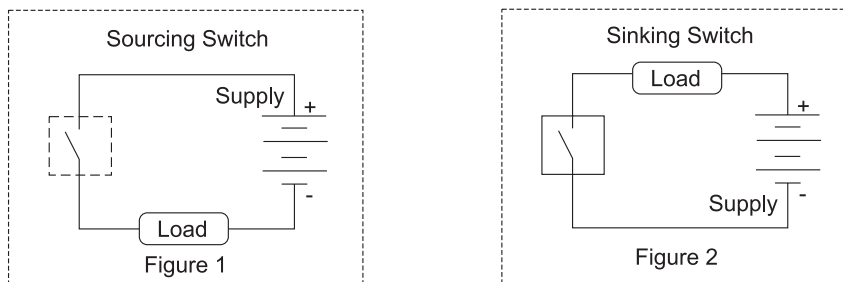 Sourcing Switch
Supply
+
-
Load
Figure 1
Sinking Switch
Load
+
-
Supply
Figure 2